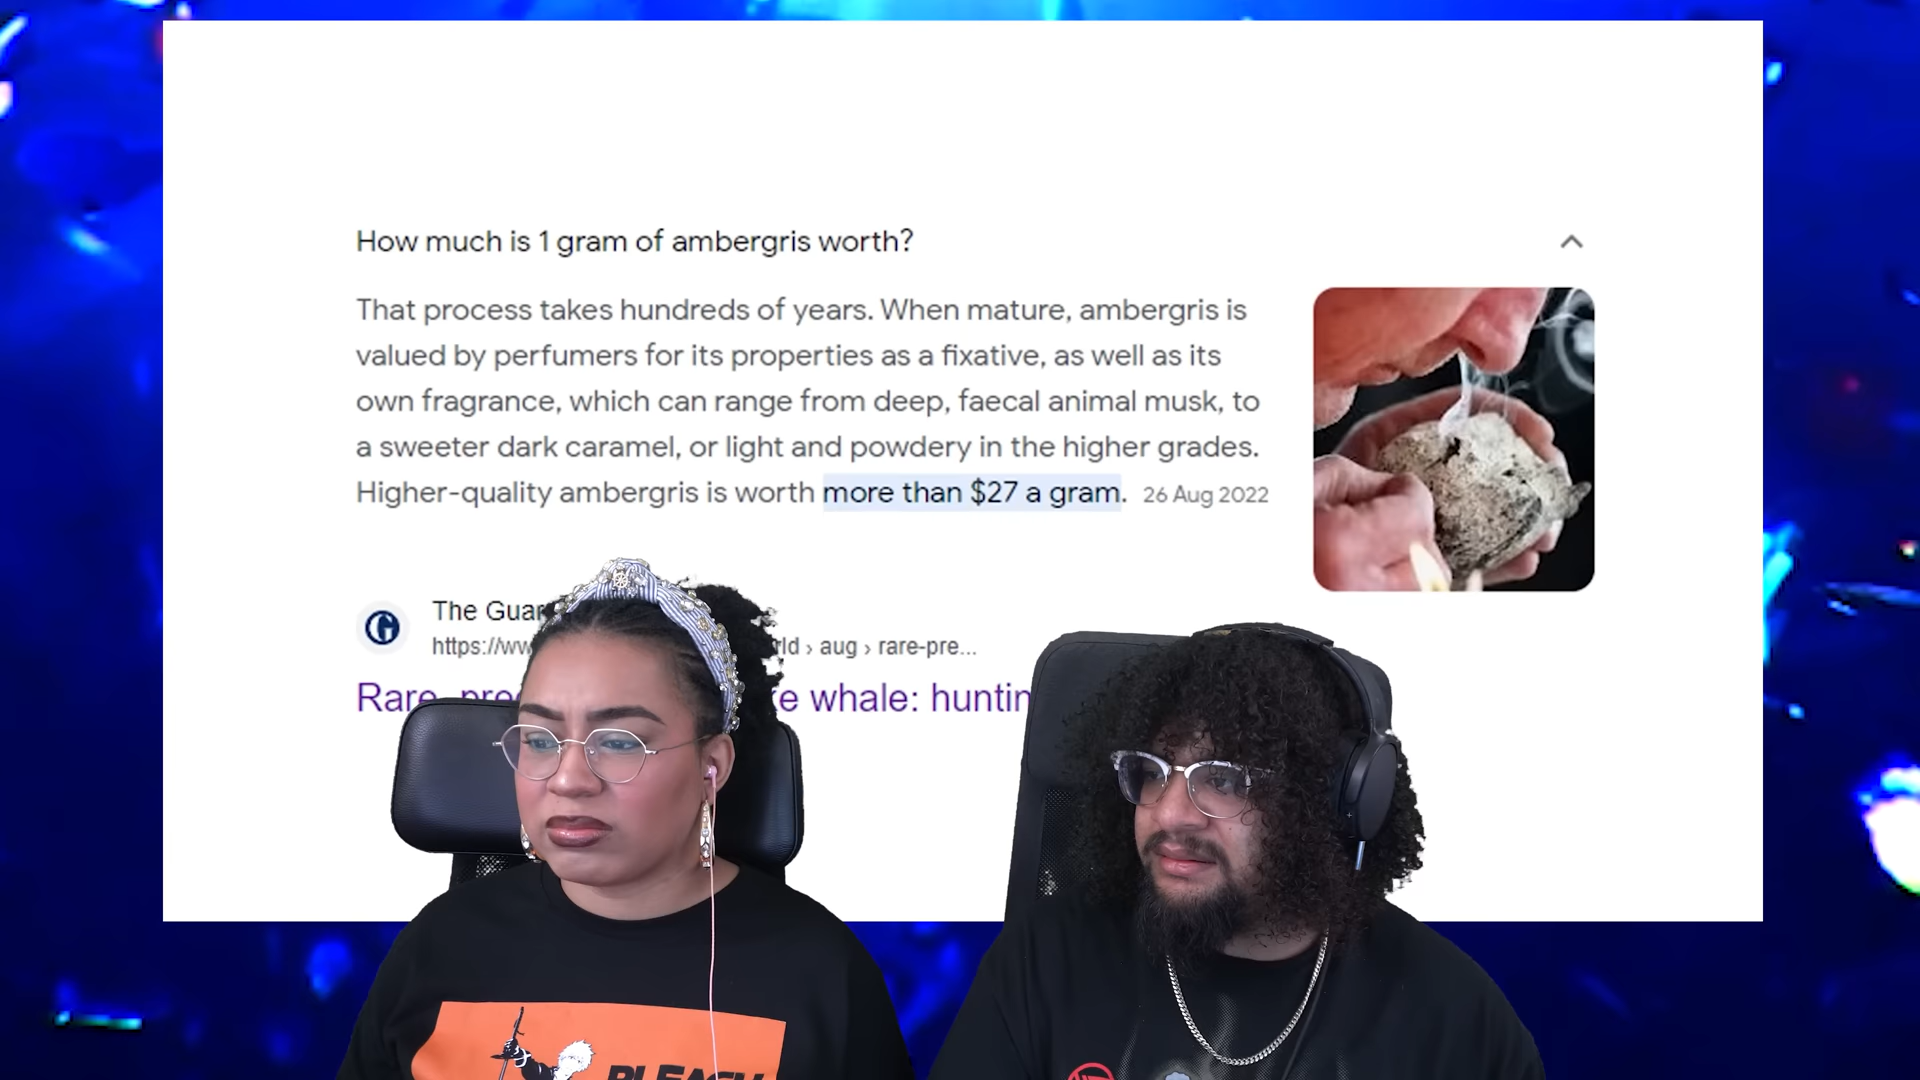 How much is 1 gram of ambergris worth?
That process takes hundreds of years. When mature, ambergris is
valued by perfumers for its properties as a fixative, as well as its
own fragrance, which can range from deep, faecal animal musk, to
a sweeter dark caramel, or light and powdery in the higher grades.
Higher-quality ambergris is worth more than $27 a gram. 26 Aug 2022
G
The Guar
https://ww rld › aug › rare-pre...
Rare, pre e whale: huntin
BLEACH